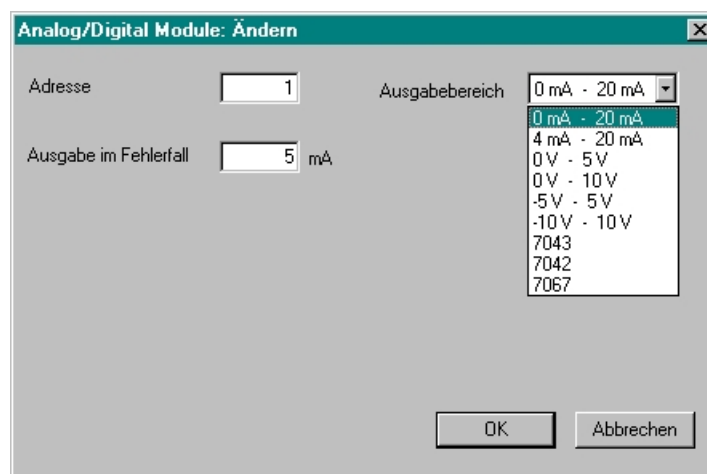 Analog/Digital Module: Ändern
Adresse
1
Ausgabebereich
0 mA - 20 mA
Ausgabe im Fehlerfall
5 mA
0 mA - 20 mA
4 mA - 20 mA
0 V - 5 V
0 V - 10 V
-5 V - 5 V
-10 V - 10 V
7043
7042
7067
OK
Abbrechen